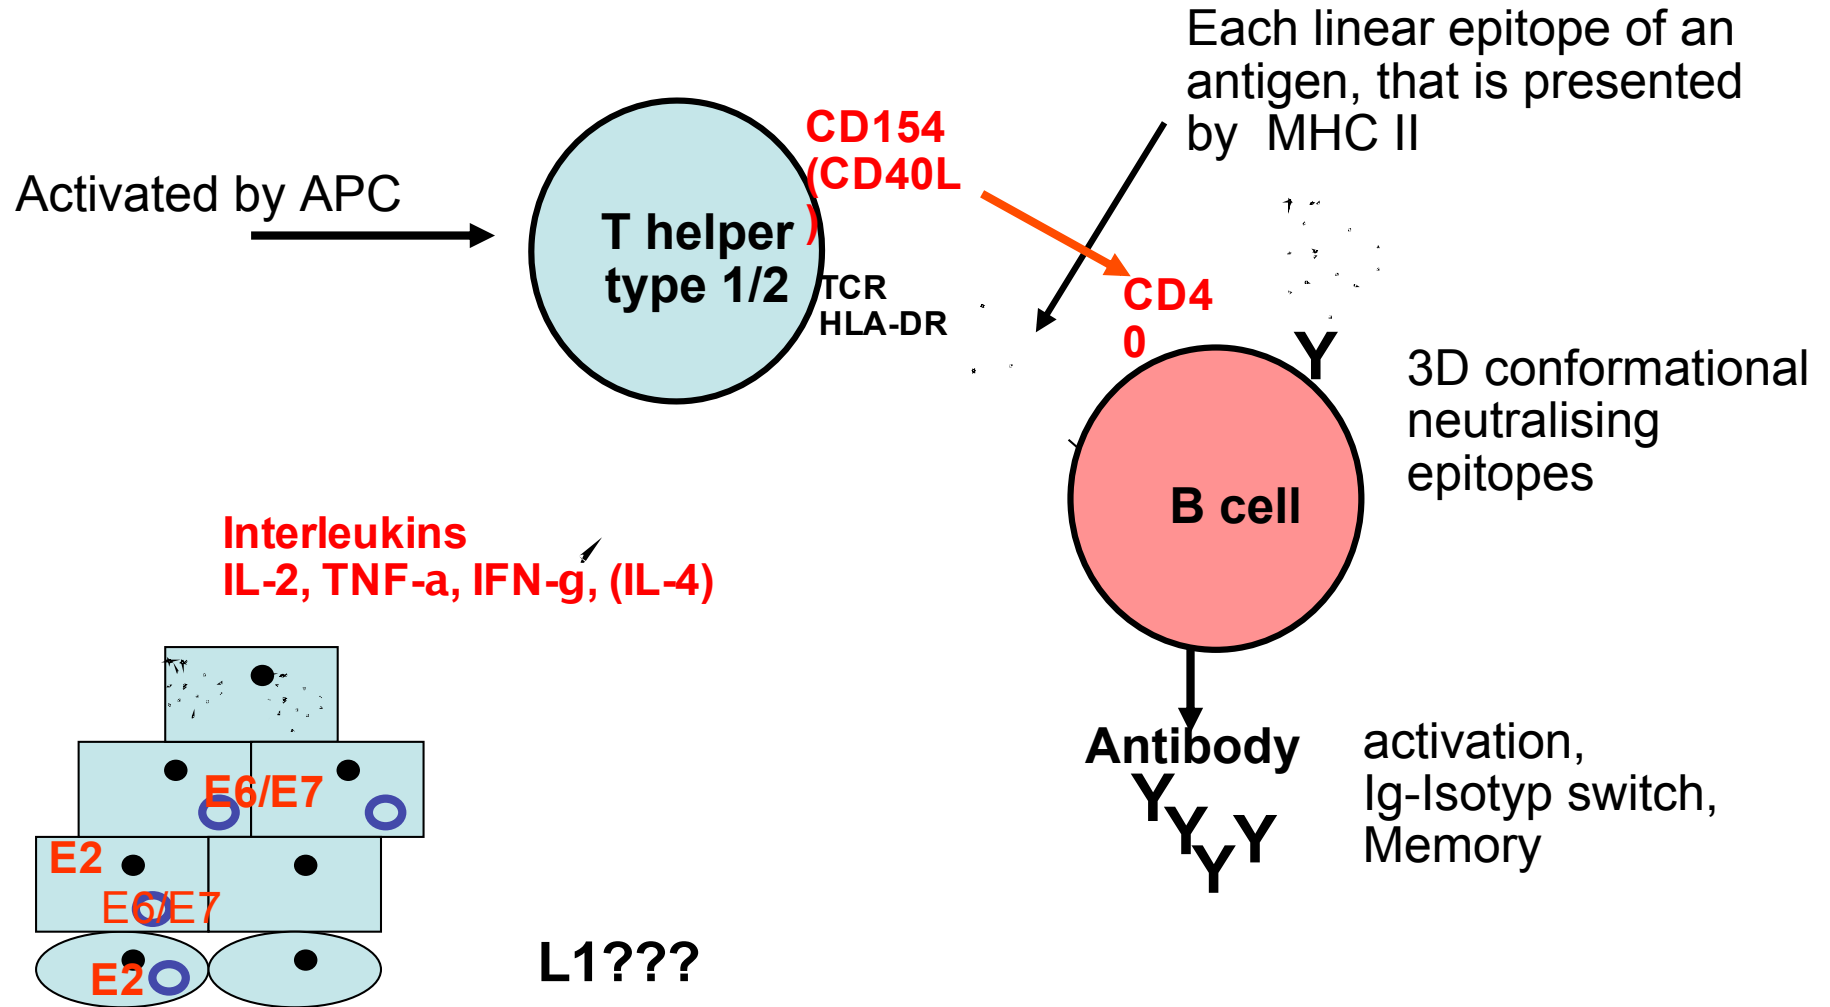 Each linear epitope of an
antigen, that is presented
by MHC II
Activated by APC
CD154
(CD40L
)
T helper
type 1/2
TCR
HLA-DR
CD4
0
Y
3D conformational
neutralising
epitopes
B cell
Interleukins
IL-2, TNF-a, IFN-g, (IL-4)
Antibody
Y
Y
Y
Y
activation,
Ig-Isotyp switch,
Memory
E6/E7
E2
E6/E7
E2
L1???